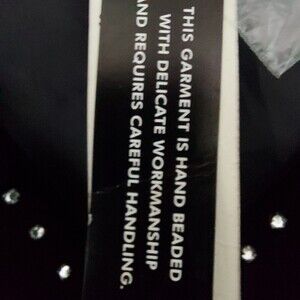 THIS GARMENT IS HAND BEADED
WITH DELICATE WORKMANSHIP
AND REQUIRES CAREFUL HANDLING.